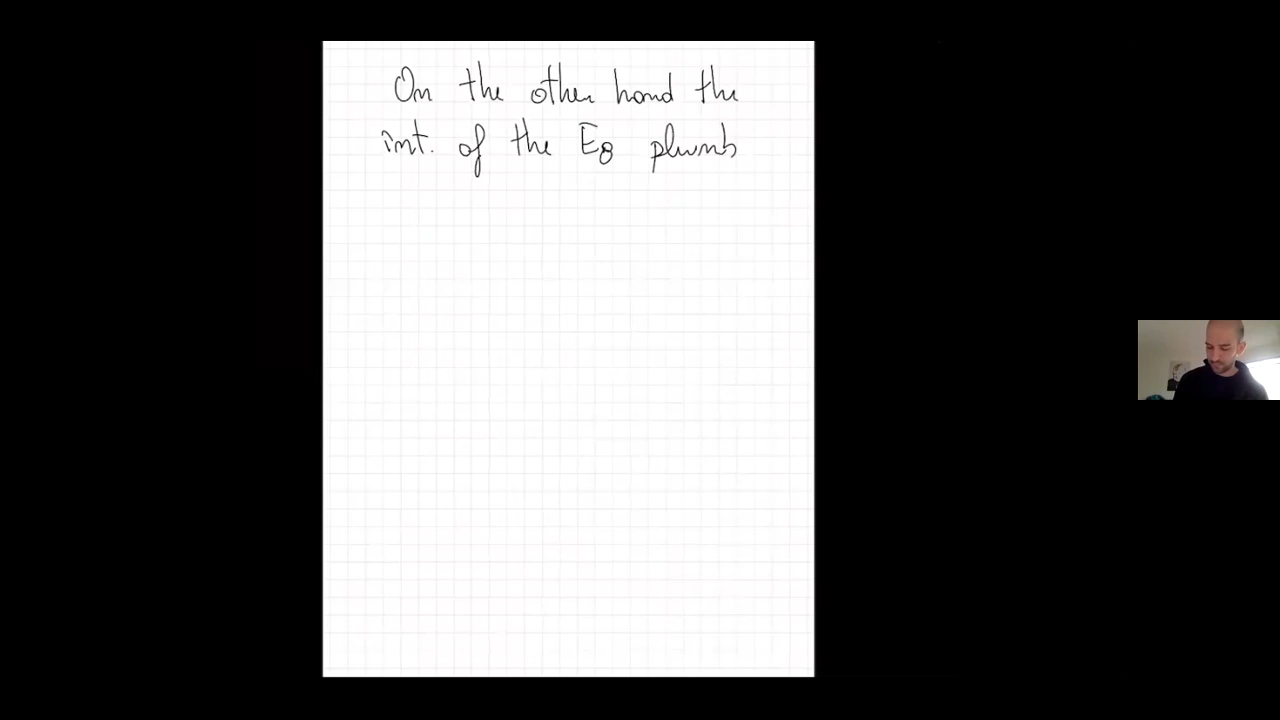 On the other hand the
int. of the E8 plumb